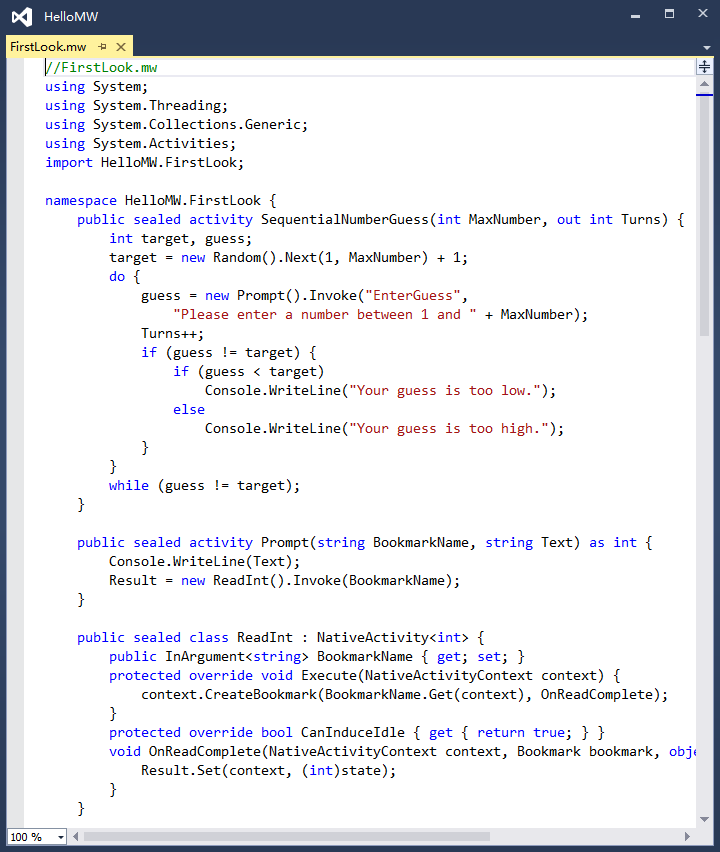 HelloMW
FirstLook.mw
//FirstLook.mw
using System;
using System.Threading;
using System.Collections.Generic;
using System.Activities;
import HelloMW.FirstLook;
namespace HelloMW.FirstLook {
    public sealed activity SequentialNumberGuess(int MaxNumber, out int Turns) {
        int target, guess;
        target = new Random().Next(1, MaxNumber) + 1;
        do {
            guess = new Prompt().Invoke("EnterGuess",
                "Please enter a number between 1 and " + MaxNumber);
            Turns++;
            if (guess != target) {
                if (guess < target)
                    Console.WriteLine("Your guess is too low.");
                else
                    Console.WriteLine("Your guess is too high.");
            }
        }
        while (guess != target);
    }
    public sealed activity Prompt(string BookmarkName, string Text) as int {
        Console.WriteLine(Text);
        Result = new ReadInt().Invoke(BookmarkName);
    }
    public sealed class ReadInt : NativeActivity<int> {
        public InArgument<string> BookmarkName { get; set; }
        protected override void Execute(NativeActivityContext context) {
            context.CreateBookmark(BookmarkName.Get(context), OnReadComplete);
        }
        protected override bool CanInduceIdle { get { return true; } }
        void OnReadComplete(NativeActivityContext context, Bookmark bookmark, obje
            Result.Set(context, (int)state);
        }
    }
100 %